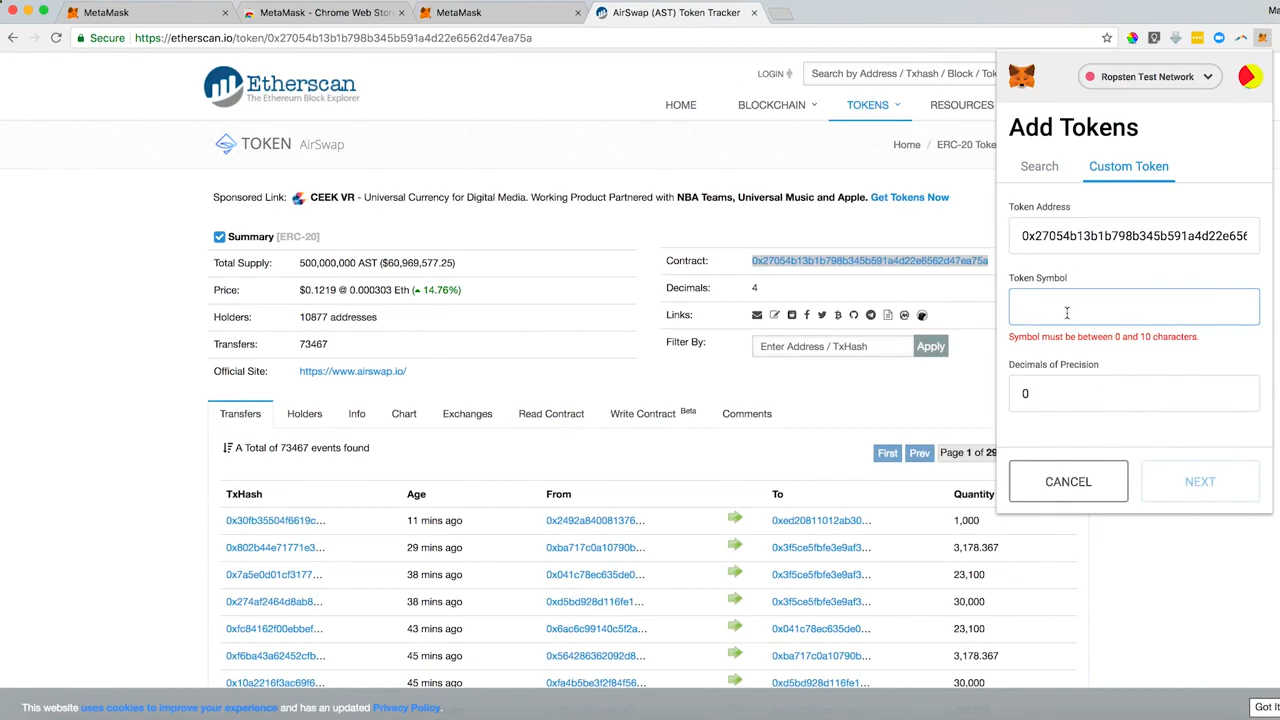 MetaMask
MetaMask - Chrome Web Stor
MetaMask
AirSwap (AST) Token Tracker
Ma
Secure
https://etherscan.io/token/0x27054b13b1b798b345b591a4d22e6562d47ea75a
Etherscan
The Ethereum Block Explorer
LOGIN
Search by Address / Txhash / Block / Tok
HOME
BLOCKCHAIN
TOKENS
RESOURCES
TOKEN AirSwap
Home / ERC-20 Toke
Sponsored Link: CEEK VR - Universal Currency for Digital Media. Working Product Partnered with NBA Teams, Universal Music and Apple. Get Tokens Now
Summary [ERC-20]
Total Supply: 500,000,000 AST ($60,969,577.25)
Price: $0.1219 @ 0.000303 Eth ( 14.76%)
Holders: 10877 addresses
Transfers: 73467
Official Site: https://www.airswap.io/
Contract: 0x27054b13b1b798b345b591a4d22e6562d47ea75a
Decimals: 4
Links:
Filter By: Enter Address / TxHash Apply
Transfers Holders Info Chart Exchanges Read Contract Write Contract Beta Comments
A Total of 73467 events found
First Prev Page 1 of 29
TxHash Age From To Quantity
0x30fb35504f6619c... 11 mins ago 0x2492a840081376... 0xed20811012ab30... 1,000
0x802b44e71771e3... 29 mins ago 0xba717c0a10790b... 0x3f5ce5fbfe3e9af3... 3,178.367
0x7a5e0d01cf3177... 38 mins ago 0x041c78ec635de0... 0x3f5ce5fbfe3e9af3... 23,100
0x274af2464d8ab8... 38 mins ago 0xd5bd928d116fe1... 0x3f5ce5fbfe3e9af3... 30,000
0xfc84162f00ebbef... 43 mins ago 0x6ac6c99140c5f2a... 0x041c78ec635de0... 23,100
0xf6ba43a62452cfb... 45 mins ago 0x564286362092d8... 0xba717c0a10790b... 3,178.367
0x10a2216f3ac69f6... 45 mins ago 0xfa4b5be3f2f84f56... 0xd5bd928d116fe1... 30,000
Ropsten Test Network
Add Tokens
Search
Custom Token
Token Address
0x27054b13b1b798b345b591a4d22e656
Token Symbol
Symbol must be between 0 and 10 characters.
Decimals of Precision
0
CANCEL
NEXT
This website uses cookies to improve your experience and has an updated Privacy Policy.
Got It